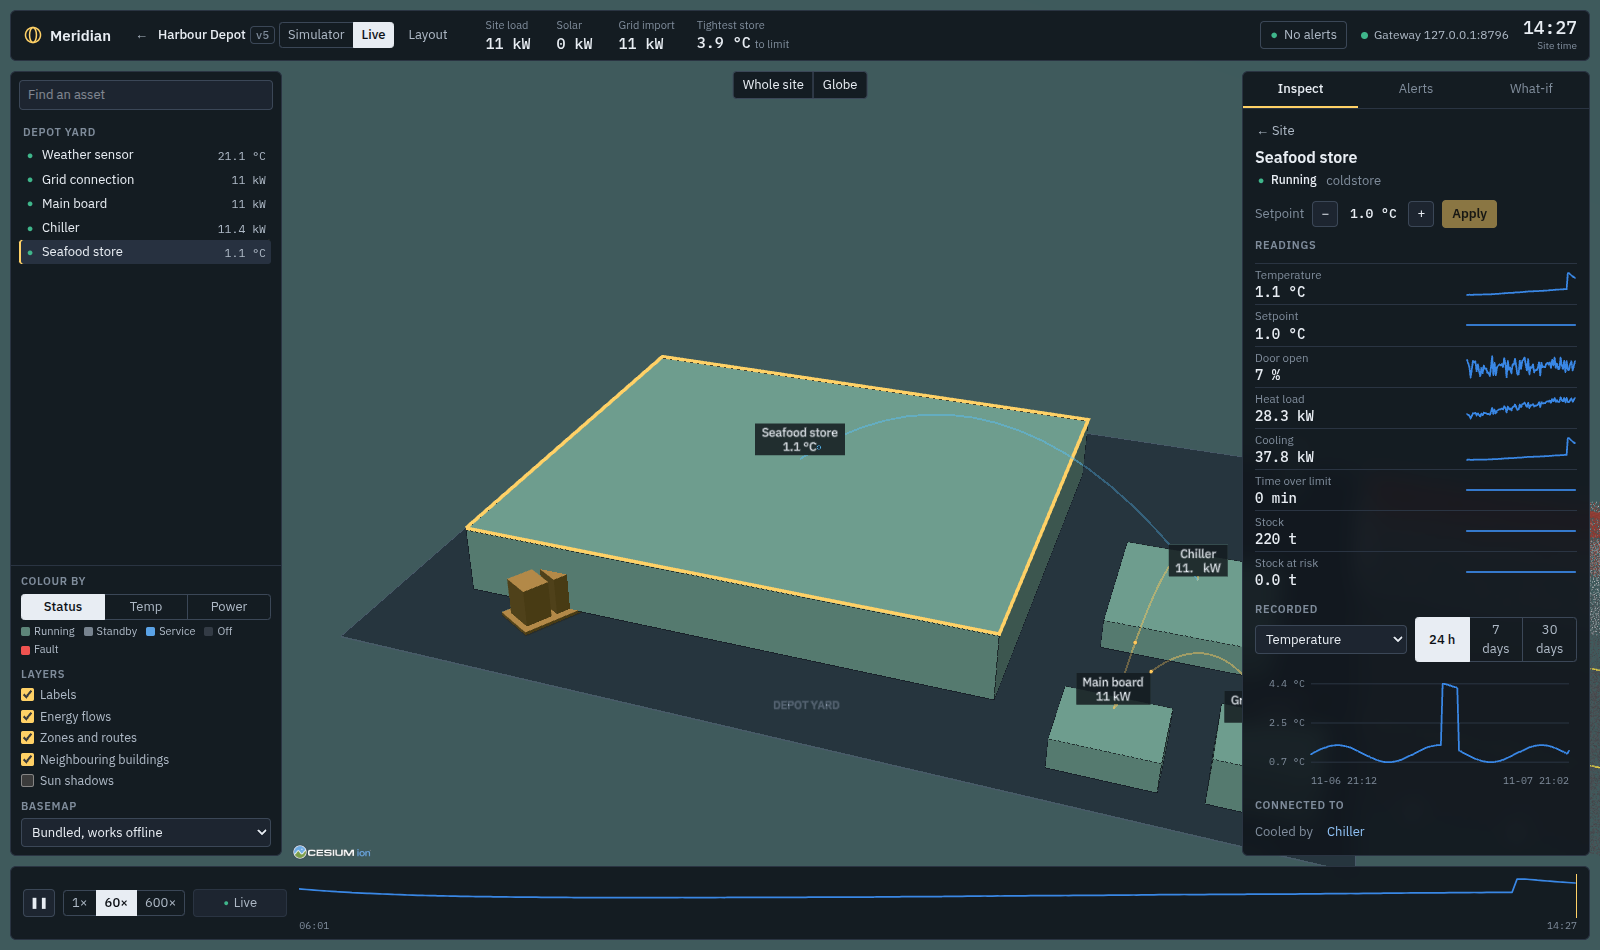 Meridian
← Harbour Depot v5
Simulator Live Layout
Site load
11 kW
Solar
0 kW
Grid import
11 kW
Tightest store
3.9 °C to limit
No alerts
Gateway 127.0.0.1:8796
14:27
Site time
Find an asset
DEPOT YARD
Weather sensor 21.1 °C
Grid connection 11 kW
Main board 11 kW
Chiller 11.4 kW
Seafood store 1.1 °C
COLOUR BY
Status Temp Power
Running Standby Service Off
Fault
LAYERS
Labels
Energy flows
Zones and routes
Neighbouring buildings
Sun shadows
BASEMAP
Bundled, works offline
Whole site Globe
Seafood store
1.1 °C
Chiller
11. kW
Main board
11 kW
Gr
DEPOT YARD
CESIUM ion
Inspect Alerts What-if
← Site
Seafood store
Running coldstore
Setpoint − 1.0 °C + Apply
READINGS
Temperature
1.1 °C
Setpoint
1.0 °C
Door open
7 %
Heat load
28.3 kW
Cooling
37.8 kW
Time over limit
0 min
Stock
220 t
Stock at risk
0.0 t
RECORDED
Temperature
24 h
7 days
30 days
4.4 °C
2.5 °C
0.7 °C
11-06 21:12 11-07 21:02
CONNECTED TO
Cooled by Chiller
1× 60× 600×
Live
06:01 14:27